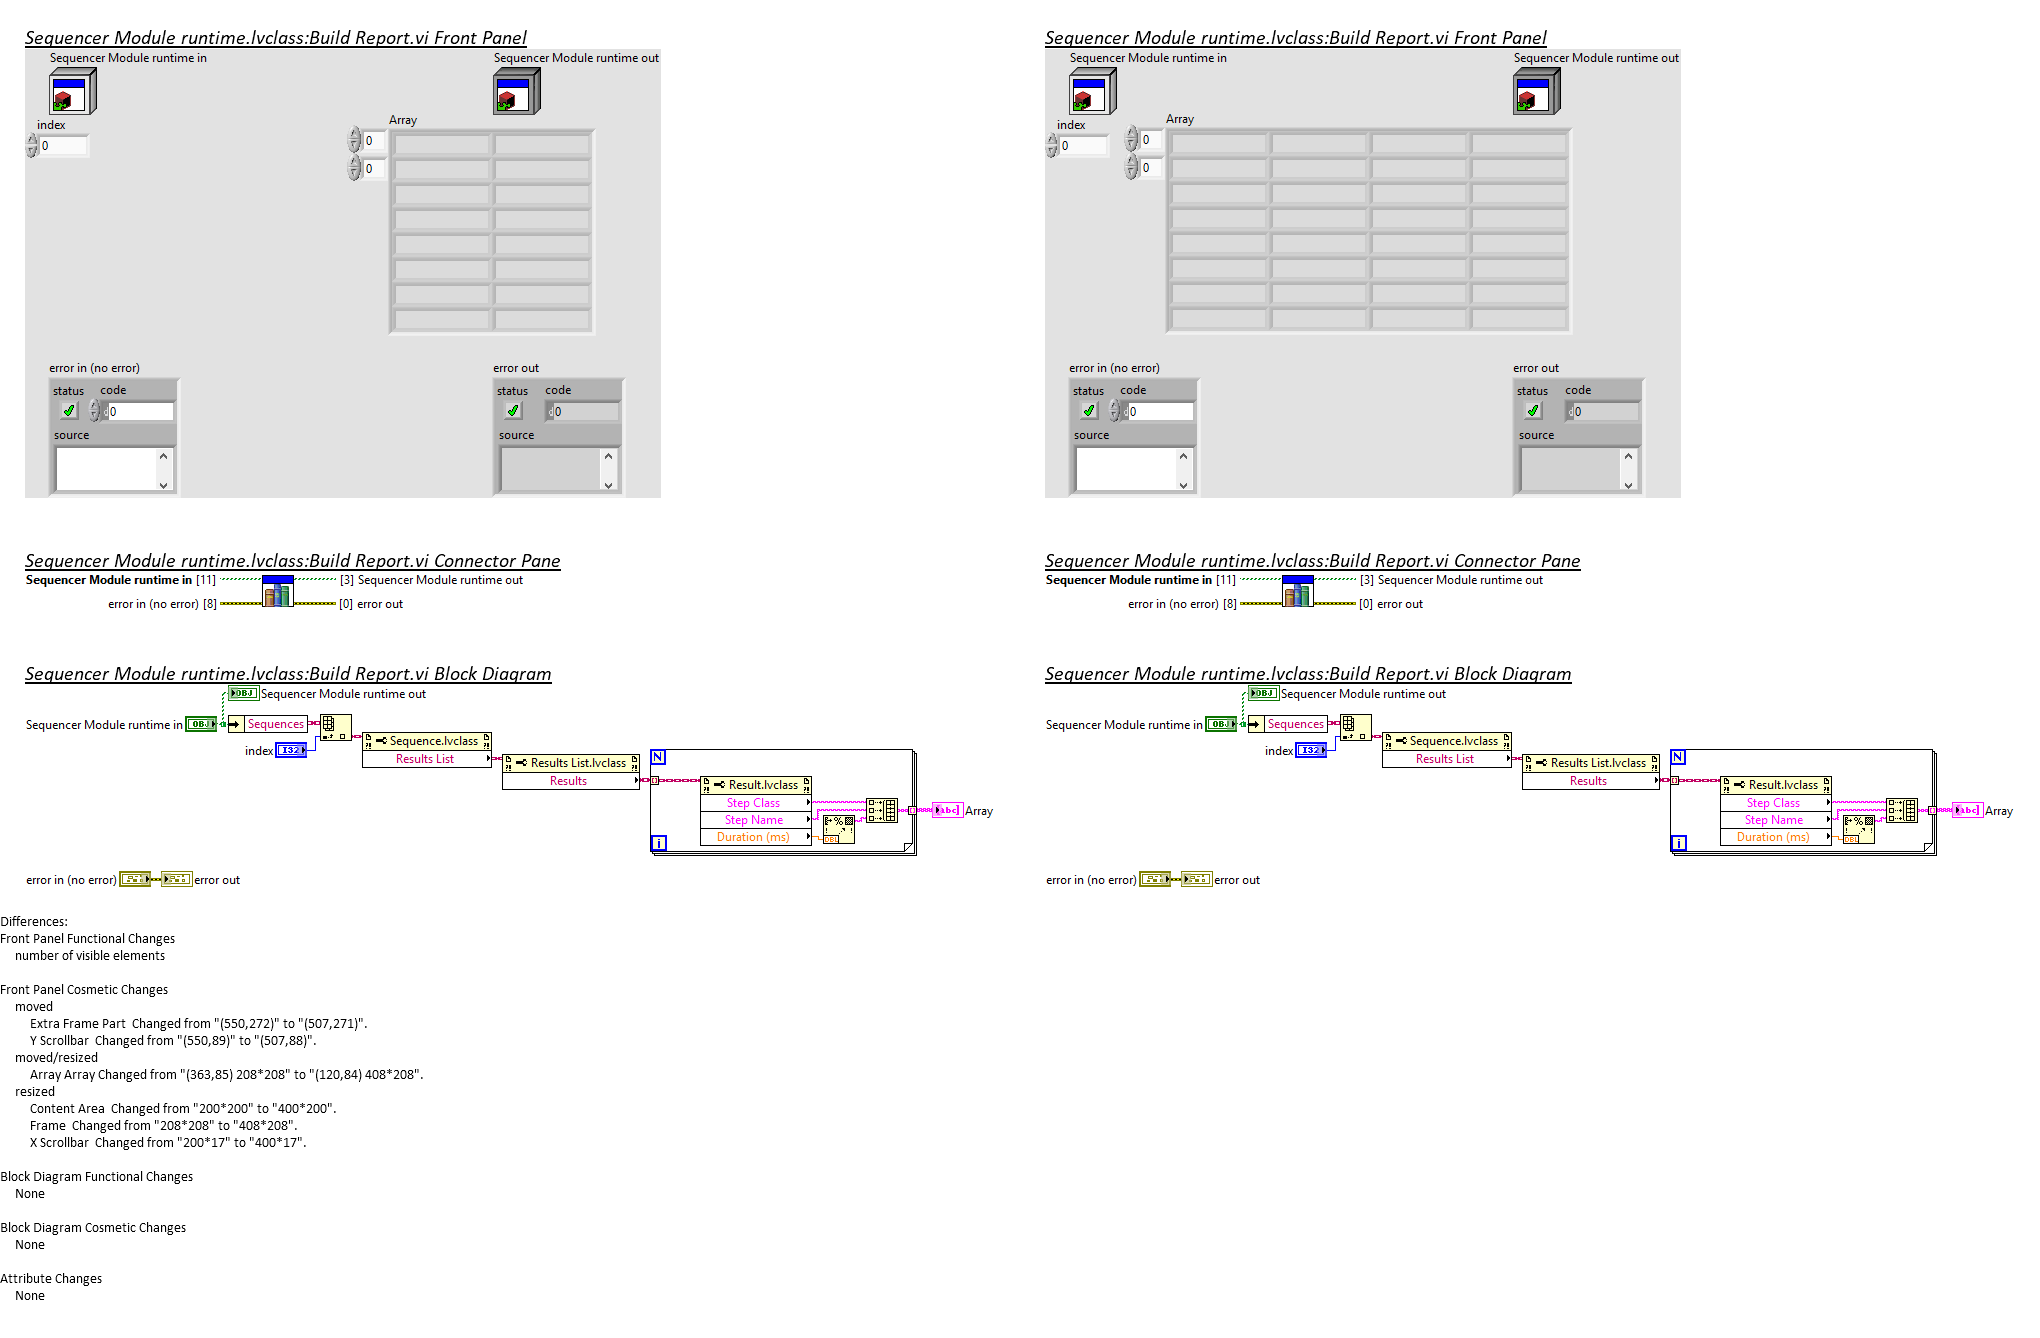 Sequencer Module runtime.lvclass:Build Report.vi Front Panel
Sequencer Module runtime in
Sequencer Module runtime out
index
0
Array
0
0
error in (no error)
status
code
d
0
source
error out
status
code
d
0
source
Sequencer Module runtime.lvclass:Build Report.vi Connector Pane
Sequencer Module runtime in [11]
[3] Sequencer Module runtime out
error in (no error) [8]
[0] error out
Sequencer Module runtime.lvclass:Build Report.vi Block Diagram
OBJ
Sequencer Module runtime out
Sequencer Module runtime in
OBJ
Sequences
index
I32
Sequence.lvclass
Results List
Results List.lvclass
Results
N
Result.lvclass
Step Class
Step Name
Duration (ms)
DBL
i
abc
Array
error in (no error)
error out
Sequencer Module runtime.lvclass:Build Report.vi Front Panel
Sequencer Module runtime in
Sequencer Module runtime out
index
0
Array
0
0
error in (no error)
status
code
d
0
source
error out
status
code
d
0
source
Sequencer Module runtime.lvclass:Build Report.vi Connector Pane
Sequencer Module runtime in [11]
[3] Sequencer Module runtime out
error in (no error) [8]
[0] error out
Sequencer Module runtime.lvclass:Build Report.vi Block Diagram
OBJ
Sequencer Module runtime out
Sequencer Module runtime in
OBJ
Sequences
index
I32
Sequence.lvclass
Results List
Results List.lvclass
Results
N
Result.lvclass
Step Class
Step Name
Duration (ms)
DBL
i
abc
Array
error in (no error)
error out
Differences:
Front Panel Functional Changes
number of visible elements
Front Panel Cosmetic Changes
moved
Extra Frame Part  Changed from "(550,272)" to "(507,271)".
Y Scrollbar  Changed from "(550,89)" to "(507,88)".
moved/resized
Array Array Changed from "(363,85) 208*208" to "(120,84) 408*208".
resized
Content Area  Changed from "200*200" to "400*200".
Frame  Changed from "208*208" to "408*208".
X Scrollbar  Changed from "200*17" to "400*17".
Block Diagram Functional Changes
None
Block Diagram Cosmetic Changes
None
Attribute Changes
None